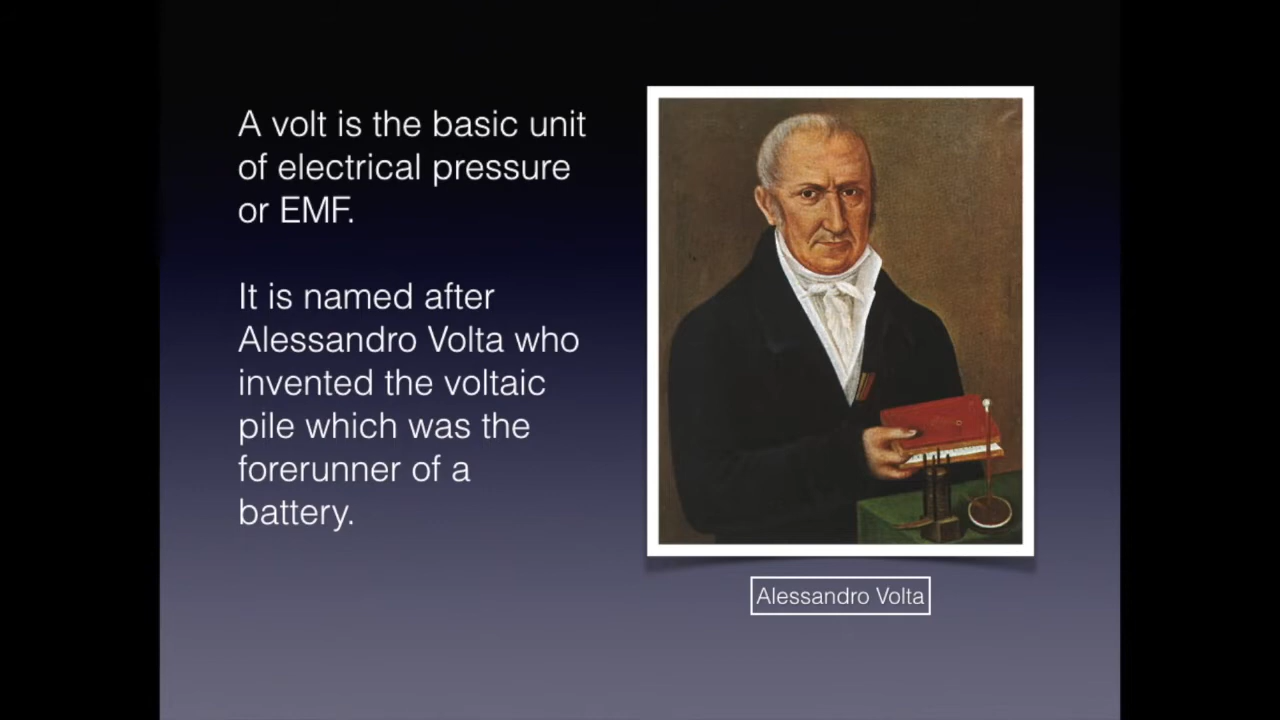 A volt is the basic unit
of electrical pressure
or EMF.
It is named after
Alessandro Volta who
invented the voltaic
pile which was the
forerunner of a
battery.
Alessandro Volta